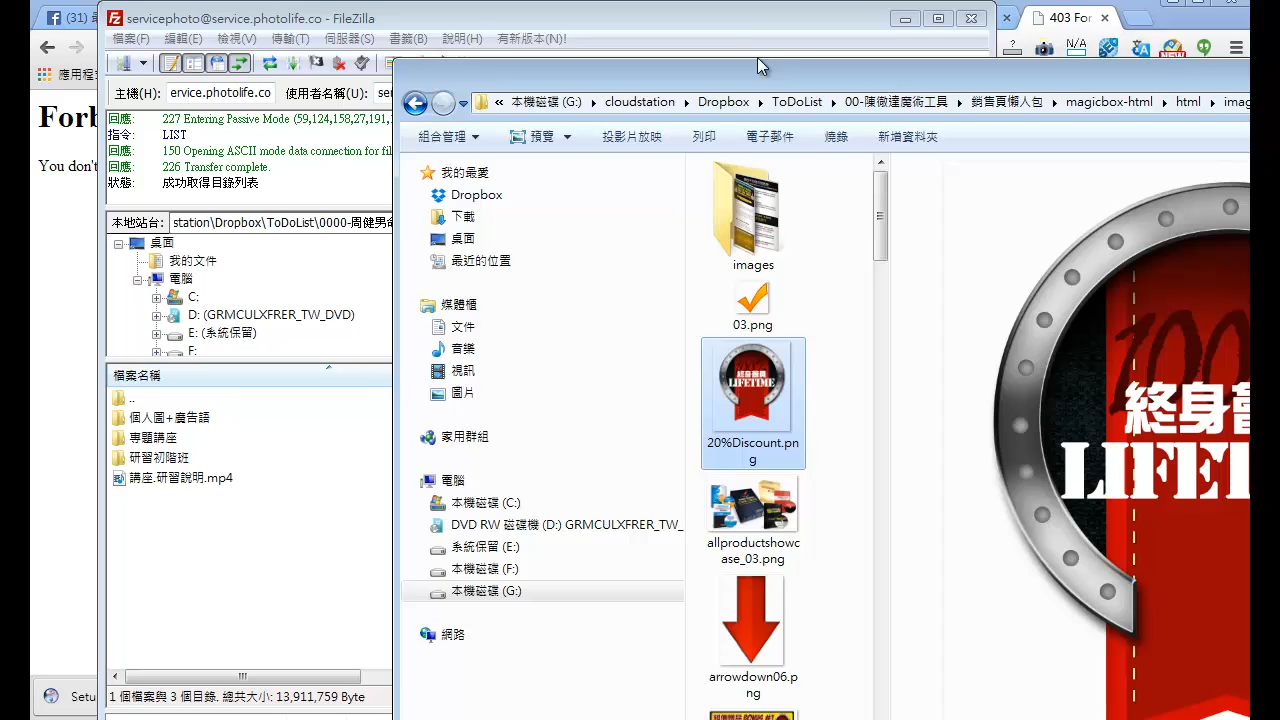 (31)
403 For
應用程
Forb
You don't
Setu
servicephoto@service.photolife.co - FileZilla
檔案(F) 編輯(E) 檢視(V) 傳輸(T) 伺服器(S) 書籤(B) 說明(H) 有新版本(N)!
主機(H): ervice.photolife.co 使用者名稱(U): ser
回應: 227 Entering Passive Mode (59,124,158,27,191,
指令: LIST
回應: 150 Opening ASCII mode data connection for fil
回應: 226 Transfer complete.
狀態: 成功取得目錄列表
本地站台: station\Dropbox\ToDoList\0000-周健男命
桌面
我的文件
電腦
C:
D: (GRMCULXFRER_TW_DVD)
E: (系統保留)
F:
檔案名稱
..
個人圖+廣告語
專題講座
研習初階班
講座.研習說明.mp4
1 個檔案與 3 個目錄. 總共大小: 13,911,759 Byte
« 本機磁碟 (G:) cloudstation Dropbox ToDoList 00-陳徹達魔術工具 銷售頁懶人包 magicbox-html html imag
組合管理 預覽 投影片放映 列印 電子郵件 燒錄 新增資料夾
我的最愛
Dropbox
下載
桌面
最近的位置
媒體櫃
文件
音樂
視訊
圖片
家用群組
電腦
本機磁碟 (C:)
DVD RW 磁碟機 (D:) GRMCULXFRER_TW_
系統保留 (E:)
本機磁碟 (F:)
本機磁碟 (G:)
網路
images
03.png
終身會員
LIFETIME
20%Discount.pn
g
allproductshowc
ase_03.png
arrowdown06.p
ng
100
終身會
LIFET